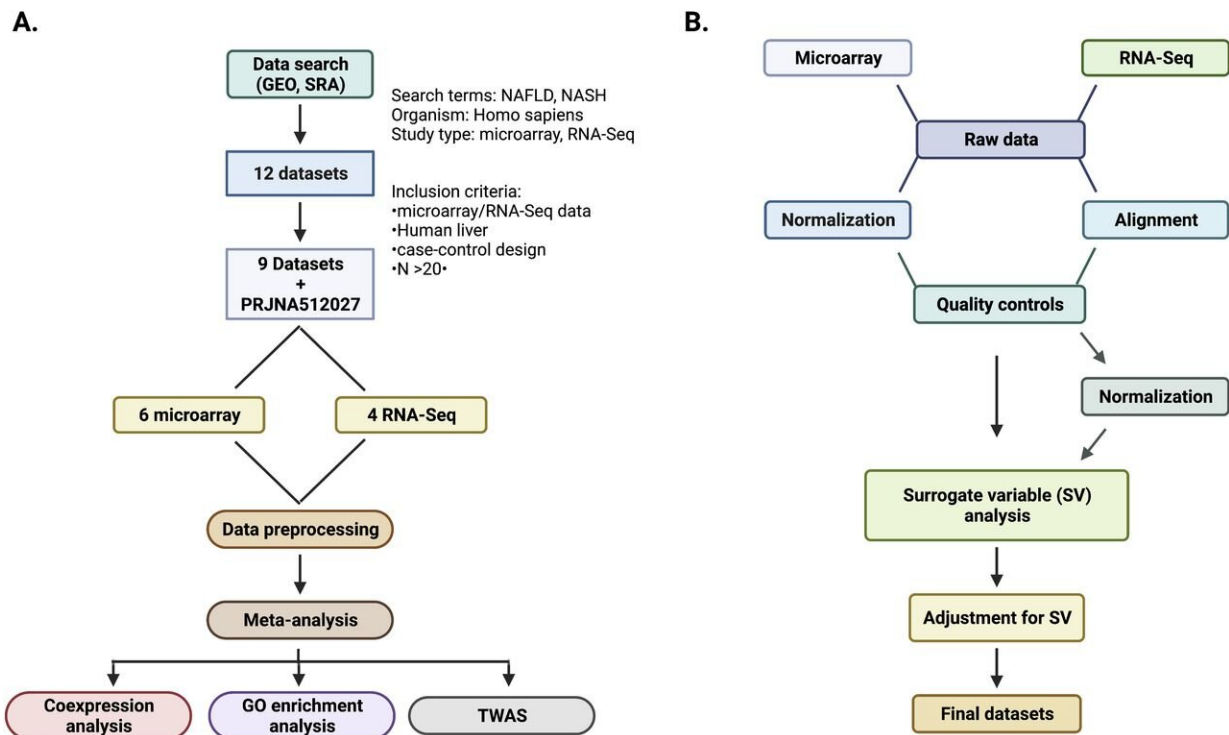 A.
Data search
(GEO, SRA)
Search terms: NAFLD, NASH
Organism: Homo sapiens
Study type: microarray, RNA-Seq
12 datasets
Inclusion criteria:
•microarray/RNA-Seq data
•Human liver
•case-control design
•N >20•
9 Datasets
+
PRJNA512027
6 microarray
4 RNA-Seq
Data preprocessing
Meta-analysis
Coexpression
analysis
GO enrichment
analysis
TWAS
B.
Microarray
RNA-Seq
Raw data
Normalization
Alignment
Quality controls
Normalization
Surrogate variable (SV)
analysis
Adjustment for SV
Final datasets